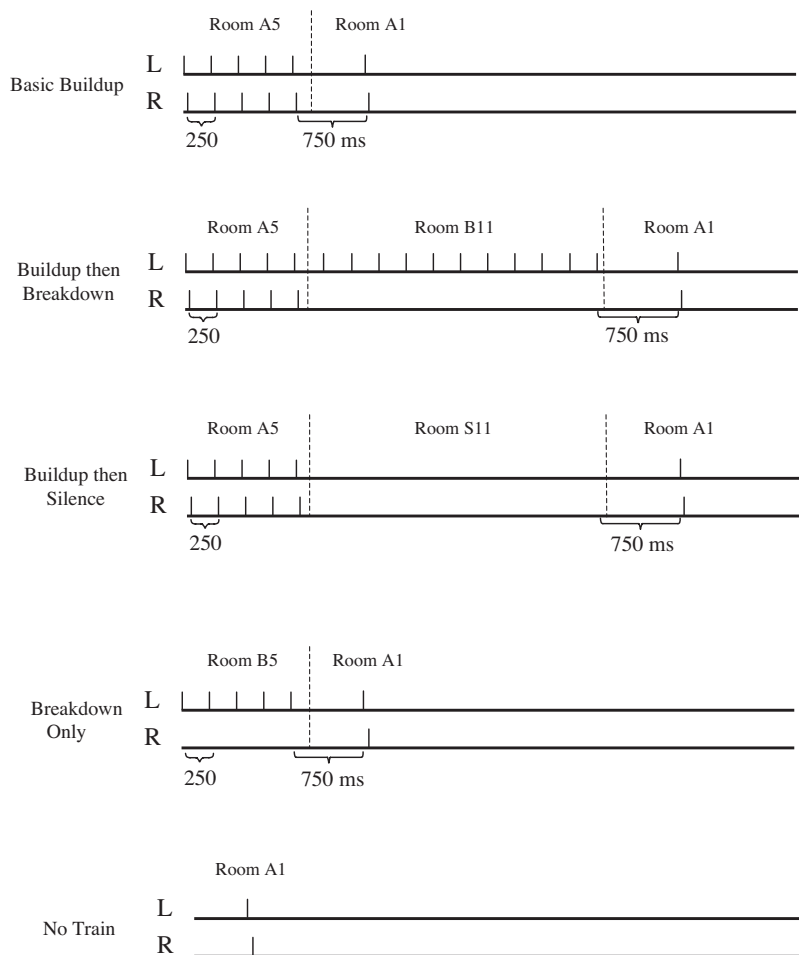 Room A5 Room A1
L
Basic Buildup
R
250 750 ms
Room A5 Room B11 Room A1
L
Buildup then
Breakdown
R
250 750 ms
Room A5 Room S11 Room A1
L
Buildup then
Silence
R
250 750 ms
Room B5 Room A1
L
Breakdown
Only
R
250 750 ms
Room A1
L
No Train
R